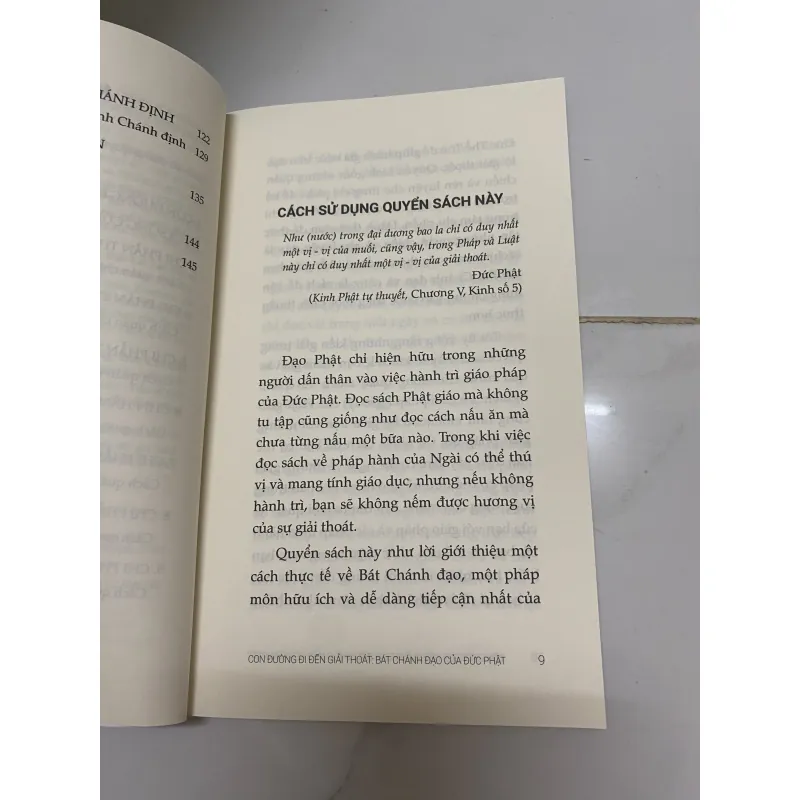 HÁNH ĐỊNH 122
nh Chánh định 129
N
135
144
145
CÁCH SỬ DỤNG QUYỂN SÁCH NÀY
Như (nước) trong đại dương bao la chỉ có duy nhất
một vị - vị của muối, cũng vậy, trong Pháp và Luật
này chỉ có duy nhất một vị - vị của giải thoát.
Đức Phật
(Kinh Phật tự thuyết, Chương V, Kinh số 5)
Đạo Phật chỉ hiện hữu trong những
người dấn thân vào việc hành trì giáo pháp
của Đức Phật. Đọc sách Phật giáo mà không
tu tập cũng giống như đọc cách nấu ăn mà
chưa từng nấu một bữa nào. Trong khi việc
đọc sách về pháp hành của Ngài có thể thú
vị và mang tính giáo dục, nhưng nếu không
hành trì, bạn sẽ không nếm được hương vị
của sự giải thoát.
Quyển sách này như lời giới thiệu một
cách thực tế về Bát Chánh đạo, một pháp
môn hữu ích và dễ dàng tiếp cận nhất của
CON ĐƯỜNG ĐI ĐẾN GIẢI THOÁT: BÁT CHÁNH ĐẠO CỦA ĐỨC PHẬT 9